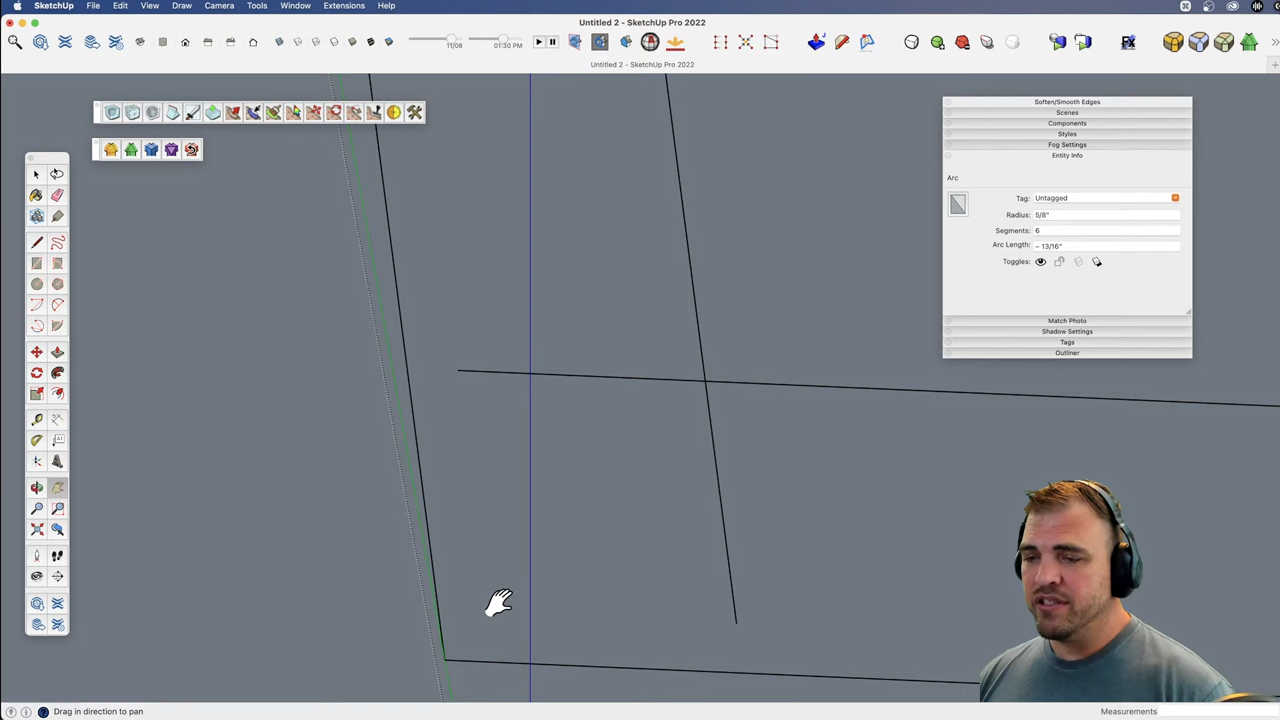 SketchUp File Edit View Draw Camera Tools Window Extensions Help
Untitled 2 - SketchUp Pro 2022
11/08 01:30 PM
Untitled 2 - SketchUp Pro 2022
Soften/Smooth Edges
Scenes
Components
Styles
Fog Settings
Entity Info
Arc
Tag: Untagged
Radius: 5/8"
Segments: 6
Arc Length: ~ 13/16"
Toggles:
Match Photo
Shadow Settings
Tags
Outliner
Drag in direction to pan
Measurements